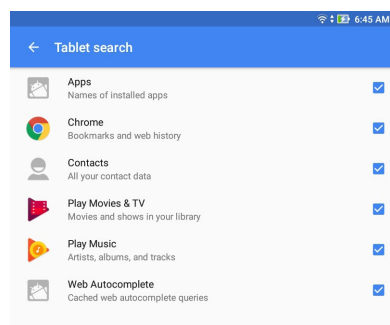 6:45 AM
Tablet search
Apps
Names of installed apps
Chrome
Bookmarks and web history
Contacts
All your contact data
Play Movies & TV
Movies and shows in your library
Play Music
Artists, albums, and tracks
Web Autocomplete
Cached web autocomplete queries